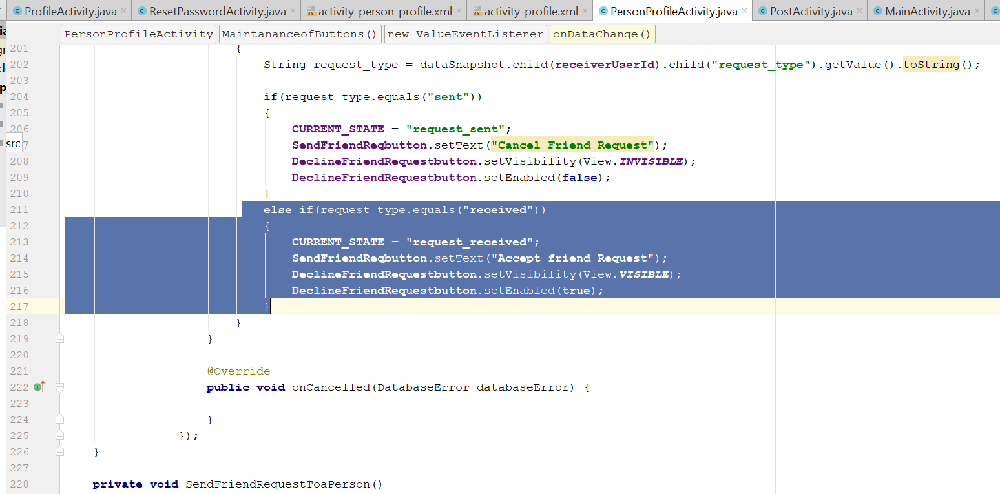 ProfileActivity.java ResetPasswordActivity.java activity_person_profile.xml activity_profile.xml PersonProfileActivity.java PostActivity.java MainActivity.java
PersonProfileActivity MaintananceofButtons() new ValueEventListener onDataChange()
201 {
202 String request_type = dataSnapshot.child(receiverUserId).child("request_type").getValue().toString();
203
204 if(request_type.equals("sent"))
205 {
206 CURRENT_STATE = "request_sent";
src 7 SendFriendReqbutton.setText("Cancel Friend Request");
208 DeclineFriendRequestbutton.setVisibility(View.INVISIBLE);
209 DeclineFriendRequestbutton.setEnabled(false);
210 }
211 else if(request_type.equals("received"))
212 {
213 CURRENT_STATE = "request_received";
214 SendFriendReqbutton.setText("Accept friend Request");
215 DeclineFriendRequestbutton.setVisibility(View.VISIBLE);
216 DeclineFriendRequestbutton.setEnabled(true);
217 }
218 }
219 }
220
221 @Override
222 public void onCancelled(DatabaseError databaseError) {
223
224 }
225 });
226 }
227
228 private void SendFriendRequestToaPerson()